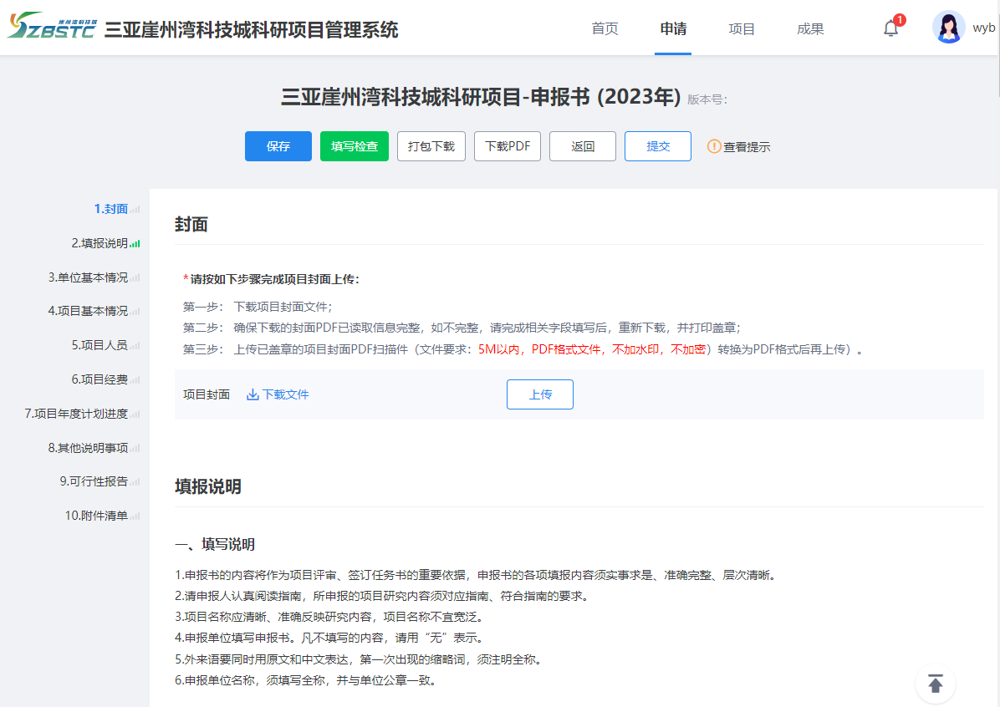 崖州湾科技城
ZBSTC 三亚崖州湾科技城科研项目管理系统
首页 申请 项目 成果 1 wyb
三亚崖州湾科技城科研项目-申报书 (2023年) 版本号:
保存 填写检查 打包下载 下载PDF 返回 提交 查看提示
1.封面
2.填报说明
3.单位基本情况
4.项目基本情况
5.项目人员
6.项目经费
7.项目年度计划进度
8.其他说明事项
9.可行性报告
10.附件清单
封面
*请按如下步骤完成项目封面上传:
第一步： 下载项目封面文件;
第二步： 确保下载的封面PDF已读取信息完整，如不完整，请完成相关字段填写后，重新下载，并打印盖章;
第三步： 上传已盖章的项目封面PDF扫描件（文件要求：5M以内，PDF格式文件，不加水印，不加密）转换为PDF格式后再上传）。
项目封面 下载文件 上传
填报说明
一、填写说明
1.申报书的内容将作为项目评审、签订任务书的重要依据，申报书的各项填报内容须实事求是、准确完整、层次清晰。
2.请申报人认真阅读指南，所申报的项目研究内容须对应指南、符合指南的要求。
3.项目名称应清晰、准确反映研究内容，项目名称不宜宽泛。
4.申报单位填写申报书。凡不填写的内容，请用“无”表示。
5.外来语要同时用原文和中文表达，第一次出现的缩略词，须注明全称。
6.申报单位名称，须填写全称，并与单位公章一致。